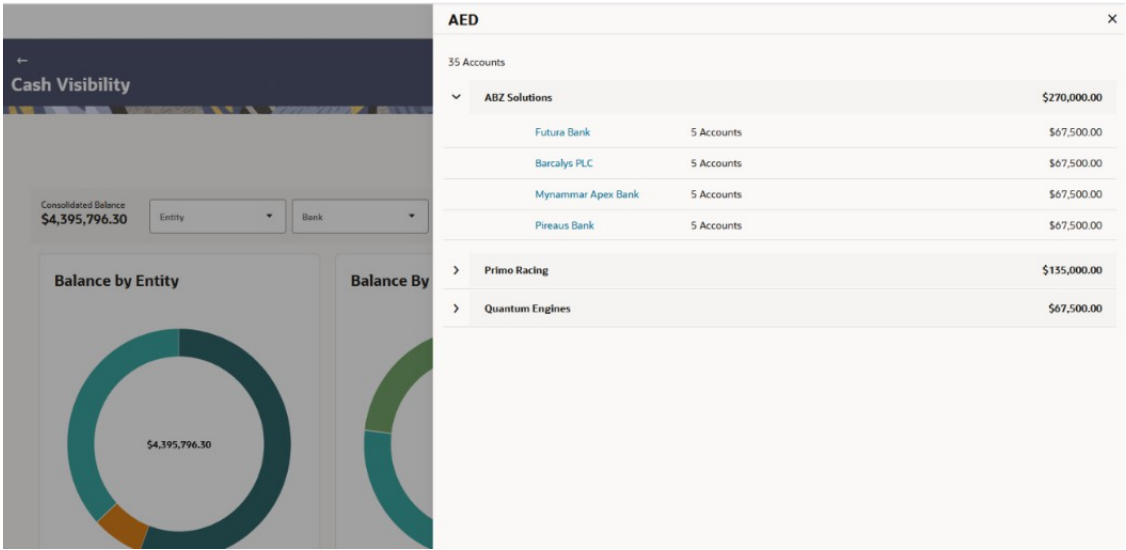 AED
35 Accounts
ABZ Solutions $270,000.00
Futura Bank 5 Accounts $67,500.00
Barcalys PLC 5 Accounts $67,500.00
Mynammar Apex Bank 5 Accounts $67,500.00
Pireaus Bank 5 Accounts $67,500.00
Primo Racing $135,000.00
Quantum Engines $67,500.00
Cash Visibility
Consolidated Balance
$4,395,796.30
Entity
Bank
Balance by Entity
$4,395,796.30
Balance By